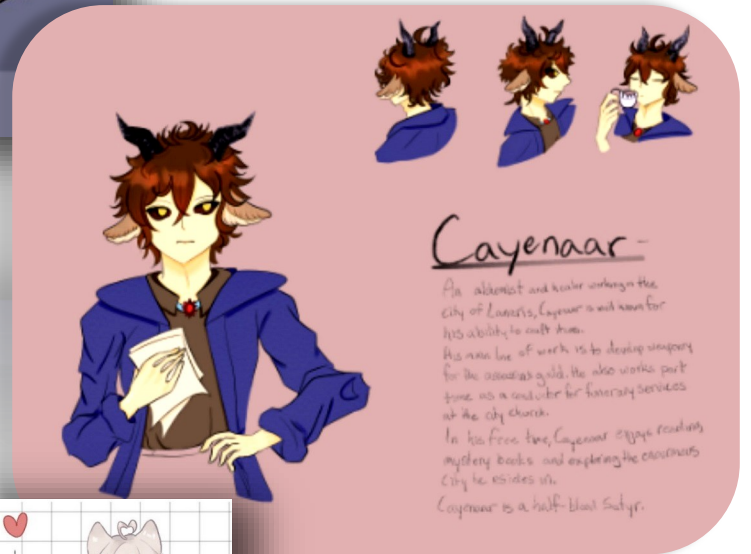 Cayenaar-
An alchemist and healer working in the
city of Lamaris, Cayenaar is well known for
his ability to craft items.
His main line of work is to develop weaponry
for the assassins guild. He also works part
time as a for funerary services
at the city church.
In his free time, Cayenaar enjoys reading
mystery books and exploring the enormous
city he resides in.
Cayenaar is a half-blood Satyr.